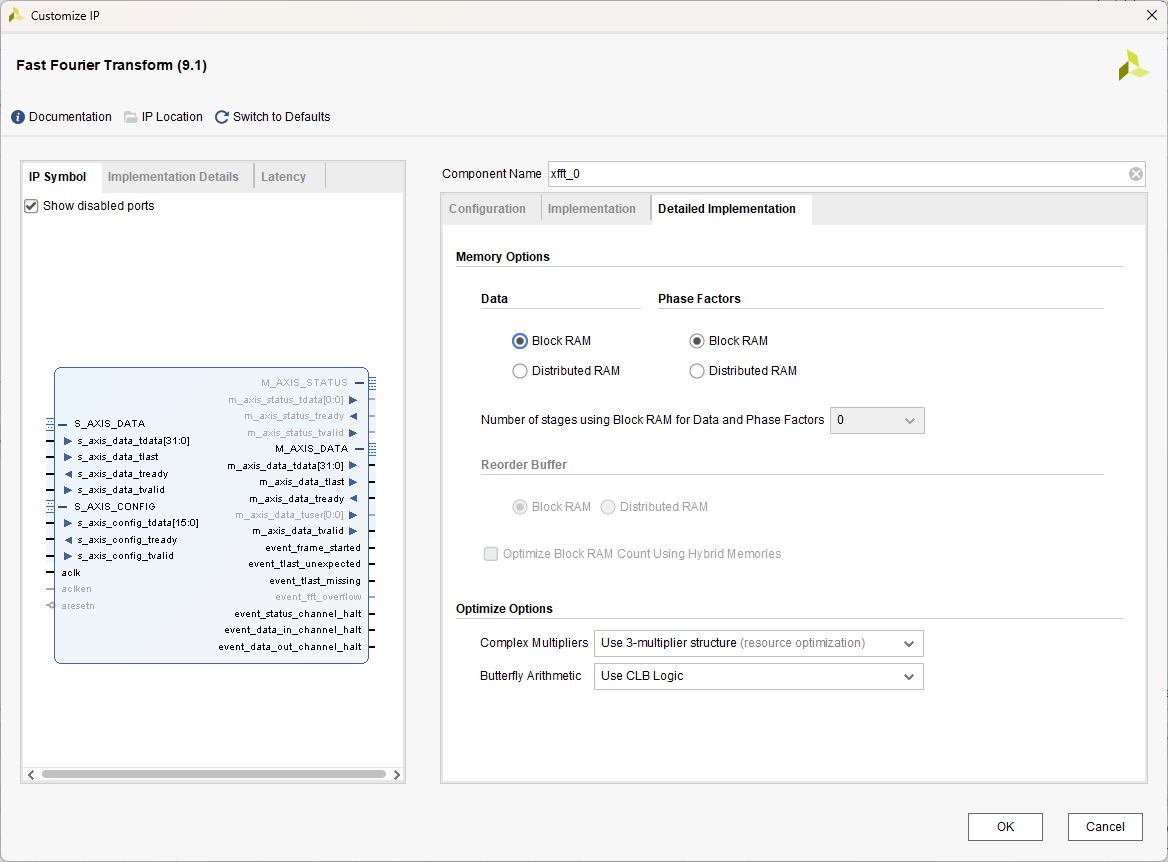 Customize IP
Fast Fourier Transform (9.1)
Documentation IP Location Switch to Defaults
IP Symbol Implementation Details Latency
Show disabled ports
S_AXIS_DATA
s_axis_data_tdata[31:0]
s_axis_data_tlast
s_axis_data_tready
s_axis_data_tvalid
S_AXIS_CONFIG
s_axis_config_tdata[15:0]
s_axis_config_tready
s_axis_config_tvalid
aclk
aclken
aresetn
M_AXIS_STATUS
m_axis_status_tdata[0:0]
m_axis_status_tready
m_axis_status_tvalid
M_AXIS_DATA
m_axis_data_tdata[31:0]
m_axis_data_tlast
m_axis_data_tready
m_axis_data_tuser[0:0]
m_axis_data_tvalid
event_frame_started
event_tlast_unexpected
event_tlast_missing
event_fft_overflow
event_status_channel_halt
event_data_in_channel_halt
event_data_out_channel_halt
Component Name xfft_0
Configuration Implementation Detailed Implementation
Memory Options
Data Phase Factors
Block RAM Block RAM
Distributed RAM Distributed RAM
Number of stages using Block RAM for Data and Phase Factors 0
Reorder Buffer
Block RAM Distributed RAM
Optimize Block RAM Count Using Hybrid Memories
Optimize Options
Complex Multipliers Use 3-multiplier structure (resource optimization)
Butterfly Arithmetic Use CLB Logic
OK Cancel